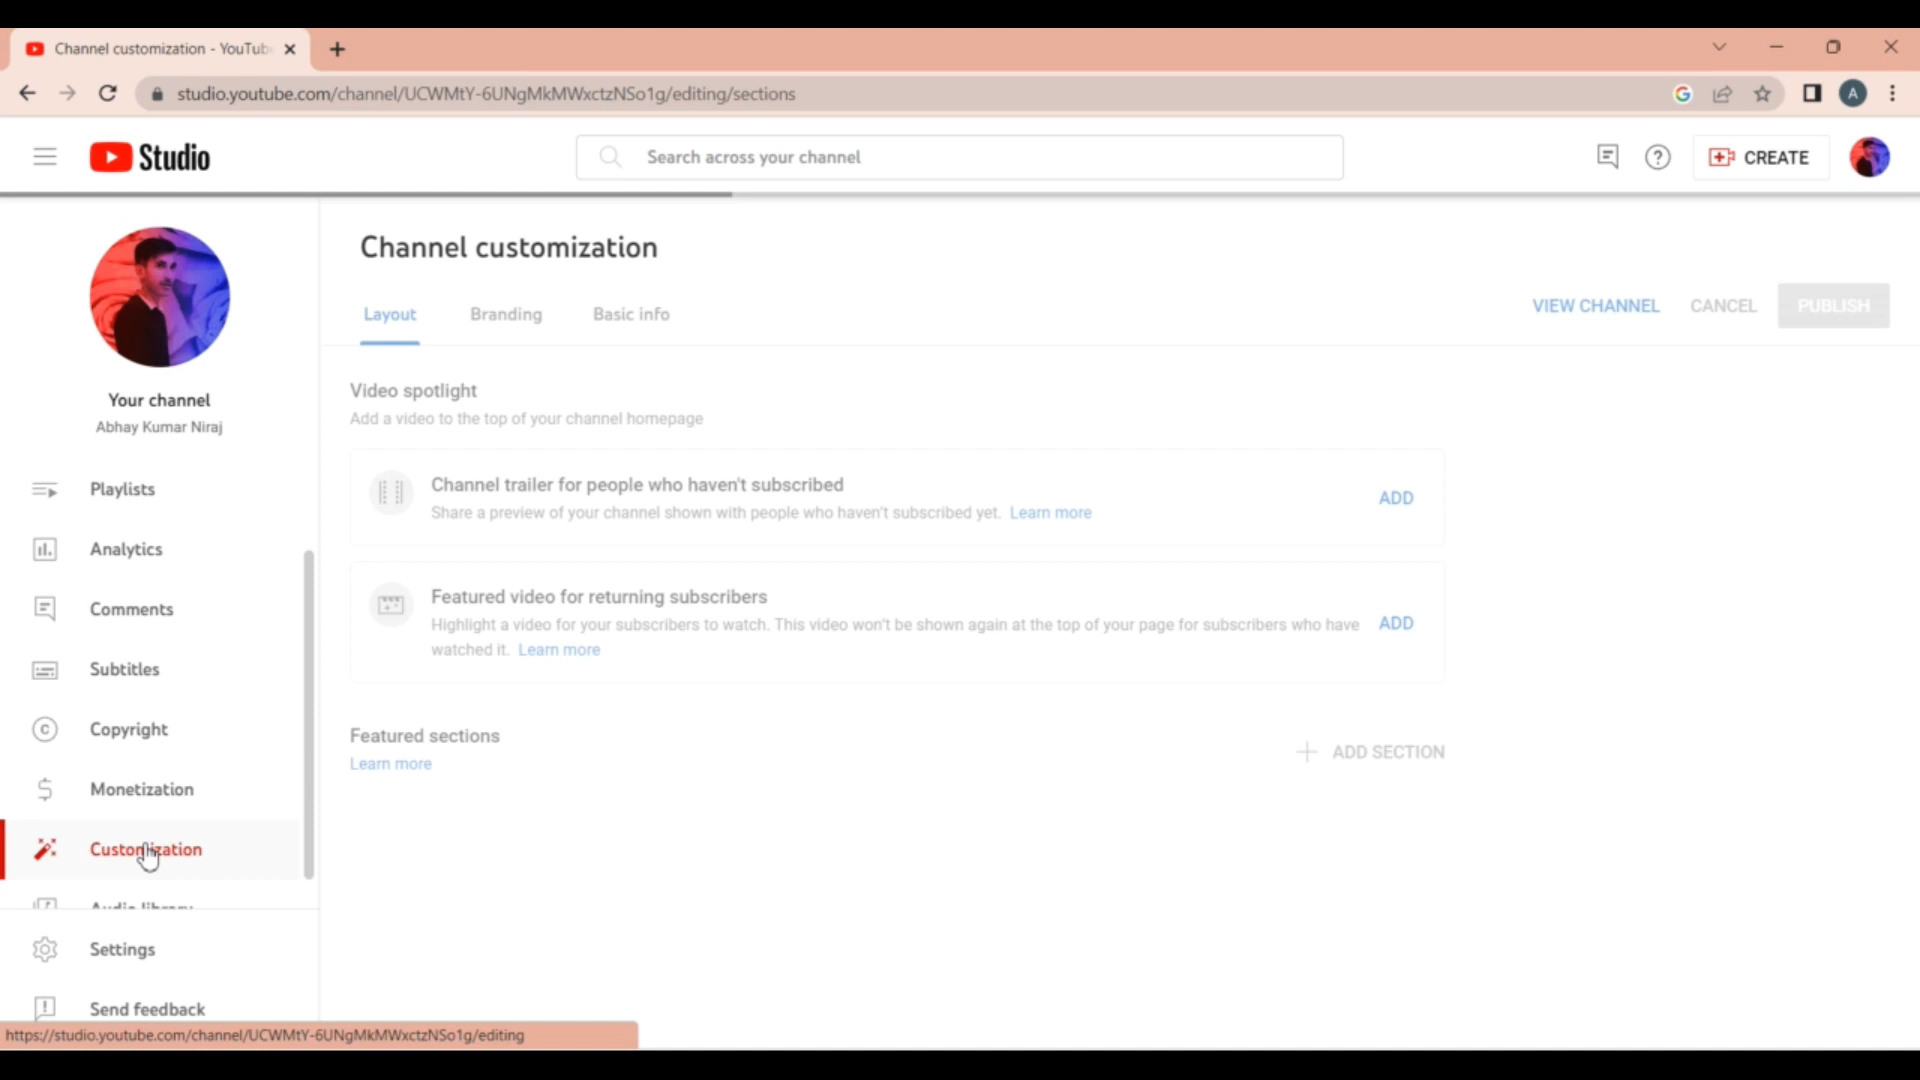 Channel customization - YouTub
studio.youtube.com/channel/UCWMtY-6UNgMkMWxctzNSo1g/editing/sections
A
Studio
Search across your channel
CREATE
Your channel
Abhay Kumar Niraj
Playlists
Analytics
Comments
Subtitles
Copyright
Monetization
Customization
Audio library
Settings
Send feedback
Channel customization
Layout Branding Basic info
VIEW CHANNEL CANCEL PUBLISH
Video spotlight
Add a video to the top of your channel homepage
Channel trailer for people who haven't subscribed
Share a preview of your channel shown with people who haven't subscribed yet. Learn more
ADD
Featured video for returning subscribers
Highlight a video for your subscribers to watch. This video won't be shown again at the top of your page for subscribers who have
watched it. Learn more
ADD
Featured sections
Learn more
ADD SECTION
https://studio.youtube.com/channel/UCWMtY-6UNgMkMWxctzNSo1g/editing